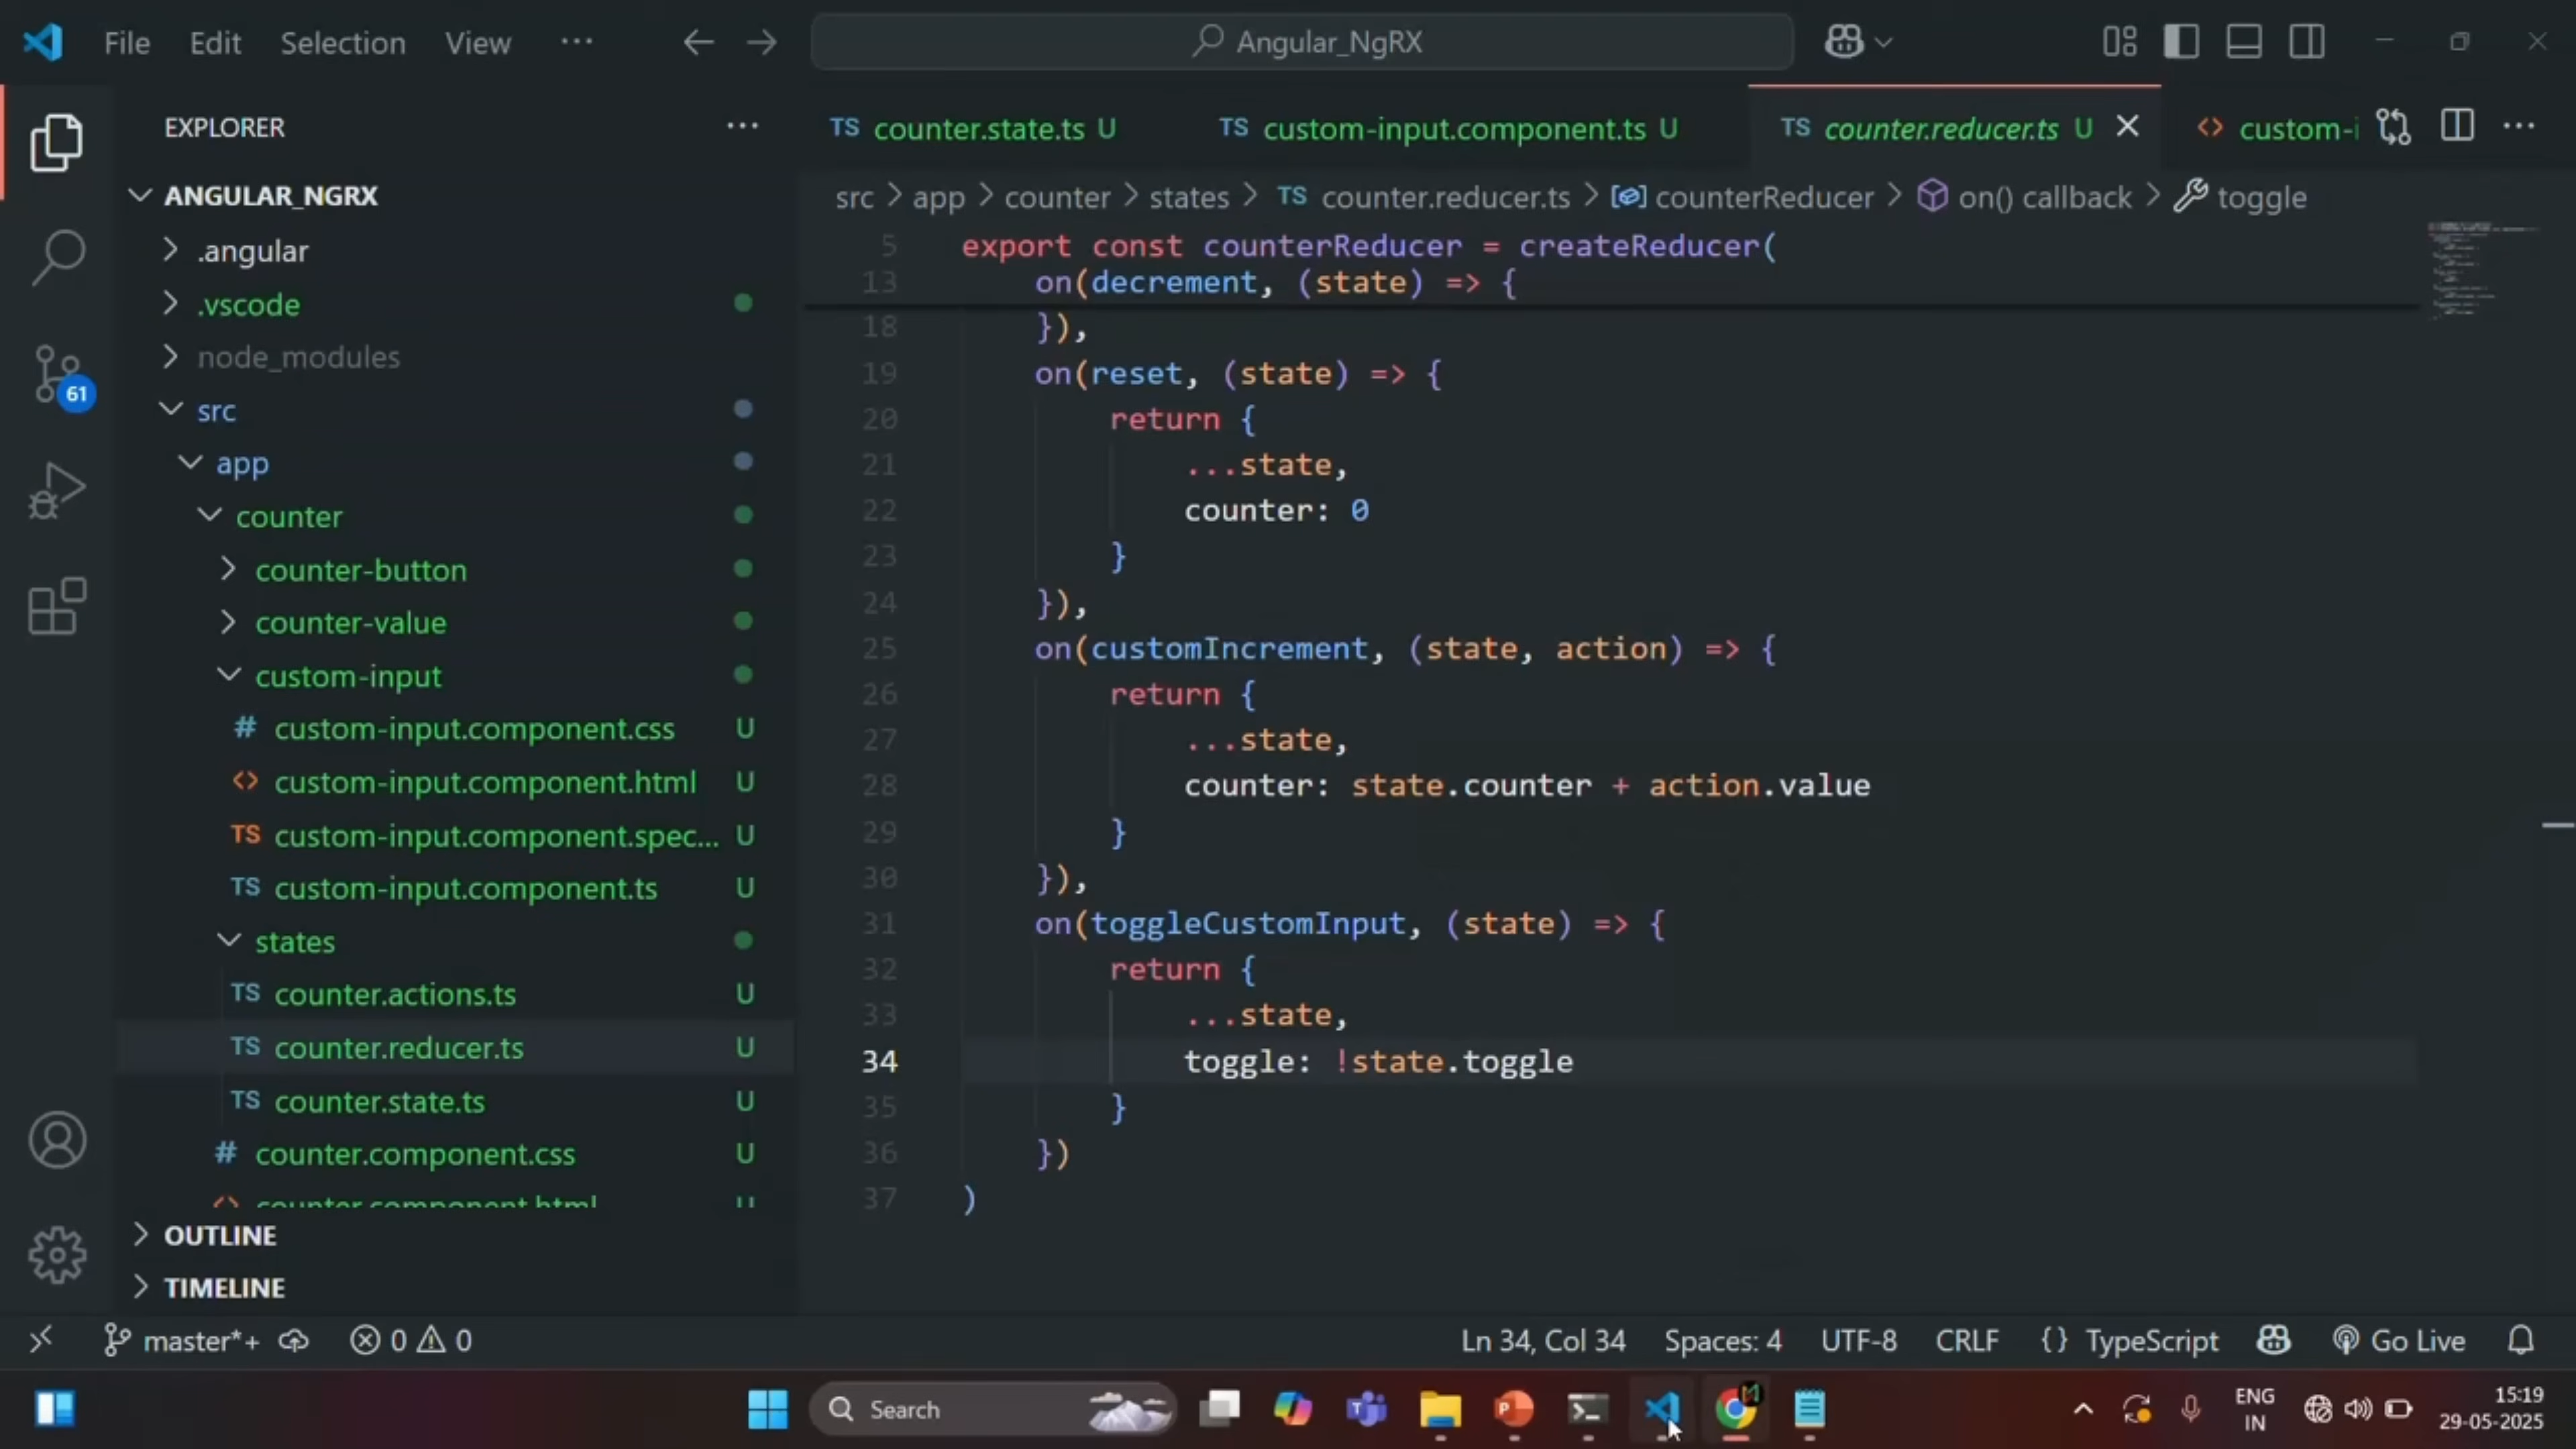 File Edit Selection View ··· Angular_NgRX
EXPLORER ···
ANGULAR_NGRX
.angular
.vscode
node_modules
61
src
app
counter
counter-button
counter-value
custom-input
# custom-input.component.css U
<> custom-input.component.html U
TS custom-input.component.spec... U
TS custom-input.component.ts U
states
TS counter.actions.ts U
TS counter.reducer.ts U
TS counter.state.ts U
# counter.component.css U
<> counter.component.html U
OUTLINE
TIMELINE
TS counter.state.ts U TS custom-input.component.ts U TS counter.reducer.ts U <> custom-i ···
src > app > counter > states > TS counter.reducer.ts > counterReducer > on() callback > toggle
5 export const counterReducer = createReducer(
13 on(decrement, (state) => {
18 }),
19 on(reset, (state) => {
20 return {
21 ...state,
22 counter: 0
23 }
24 }),
25 on(customIncrement, (state, action) => {
26 return {
27 ...state,
28 counter: state.counter + action.value
29 }
30 }),
31 on(toggleCustomInput, (state) => {
32 return {
33 ...state,
34 toggle: !state.toggle
35 }
36 })
37 )
master*+ 0 0 Ln 34, Col 34 Spaces: 4 UTF-8 CRLF {} TypeScript Go Live
Search ENG IN 15:19 29-05-2025